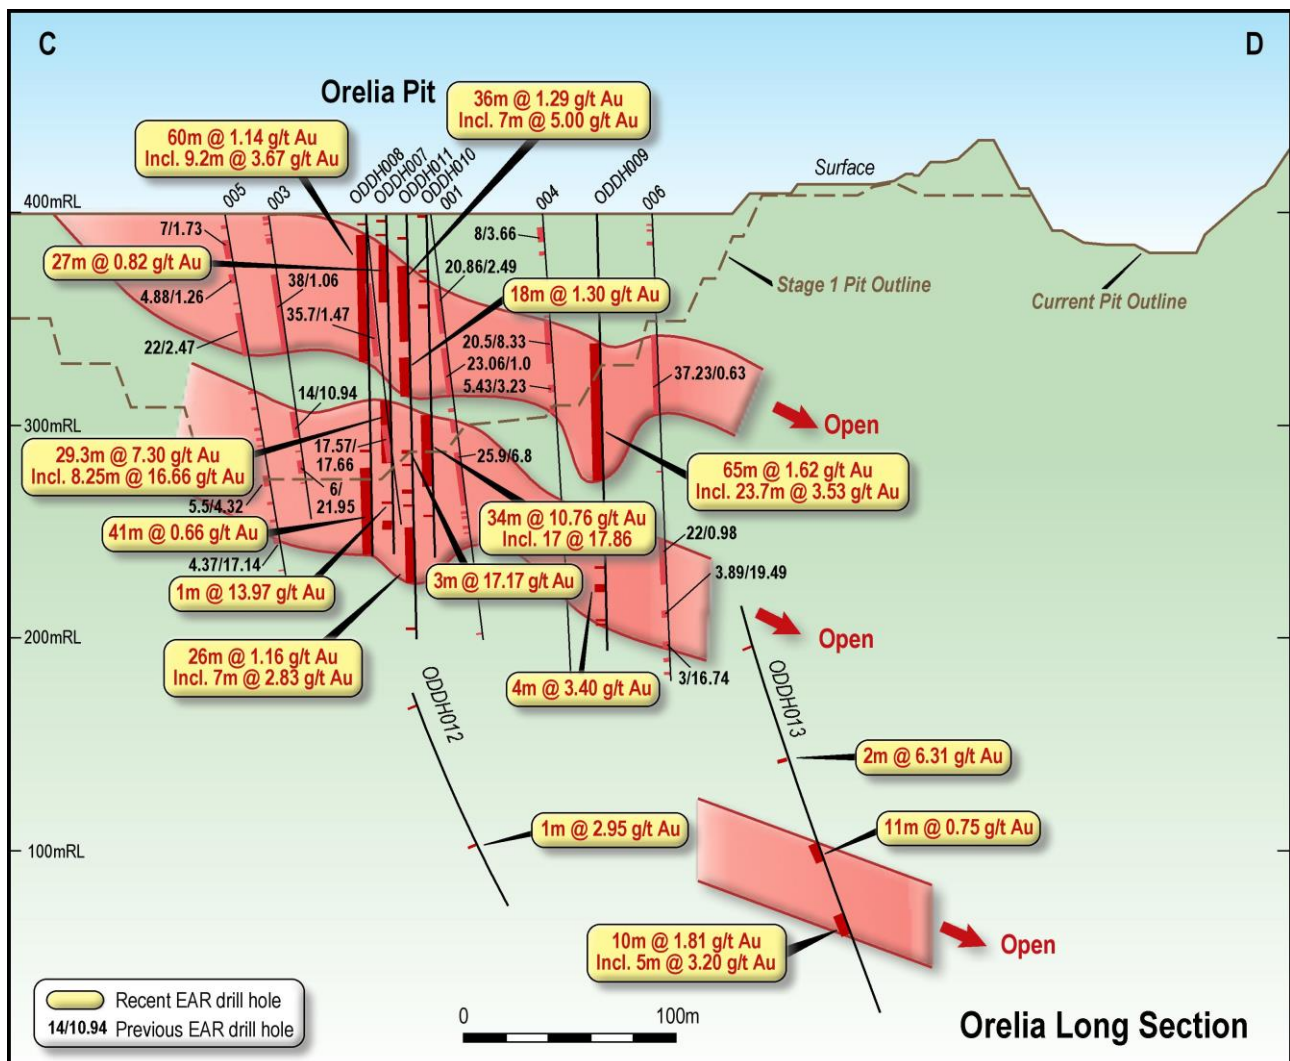 C
D
Orelia Pit
36m @ 1.29 g/t Au
Incl. 7m @ 5.00 g/t Au
60m @ 1.14 g/t Au
Incl. 9.2m @ 3.67 g/t Au
005
003
ODDH008
ODDH007
ODDH011
ODDH010
001
004
ODDH009
006
Surface
400mRL
7/1.73
8/3.66
27m @ 0.82 g/t Au
20.86/2.49
4.88/1.26
38/1.06
18m @ 1.30 g/t Au
Stage 1 Pit Outline
Current Pit Outline
35.7/1.47
22/2.47
20.5/8.33
23.06/1.0
5.43/3.23
37.23/0.63
14/10.94
300mRL
Open
29.3m @ 7.30 g/t Au
Incl. 8.25m @ 16.66 g/t Au
17.57/
17.66
25.9/6.8
65m @ 1.62 g/t Au
Incl. 23.7m @ 3.53 g/t Au
6/
21.95
5.5/4.32
41m @ 0.66 g/t Au
34m @ 10.76 g/t Au
Incl. 17 @ 17.86
22/0.98
4.37/17.14
3m @ 17.17 g/t Au
3.89/19.49
1m @ 13.97 g/t Au
200mRL
Open
26m @ 1.16 g/t Au
Incl. 7m @ 2.83 g/t Au
4m @ 3.40 g/t Au
3/16.74
ODDH012
ODDH013
2m @ 6.31 g/t Au
1m @ 2.95 g/t Au
11m @ 0.75 g/t Au
100mRL
10m @ 1.81 g/t Au
Incl. 5m @ 3.20 g/t Au
Open
Recent EAR drill hole
14/10.94 Previous EAR drill hole
0
100m
Orelia Long Section